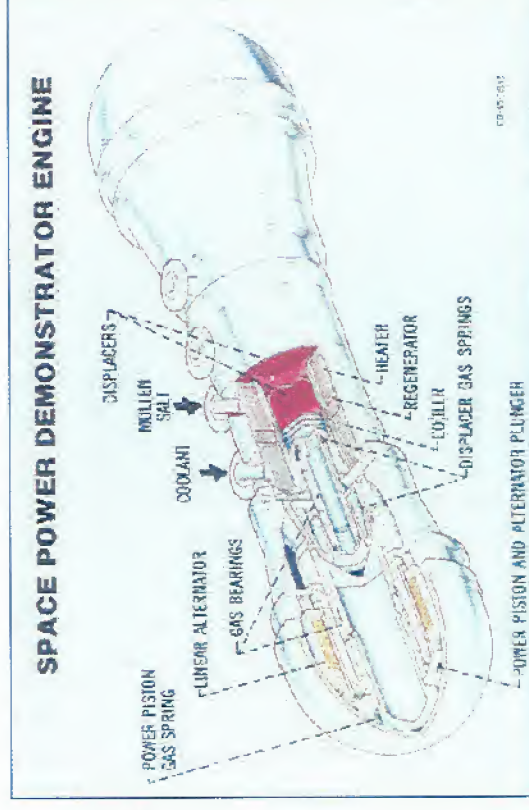 SPACE POWER DEMONSTRATOR ENGINE
DISPLACERS
MOLTEN
SALT
COOLANT
LINEAR ALTERNATOR
GAS BEARINGS
POWER PISTON
GAS SPRING
HEATER
REGENERATOR
COOLER
DISPLACER GAS SPRINGS
POWER PISTON AND ALTERNATOR PLUNGER